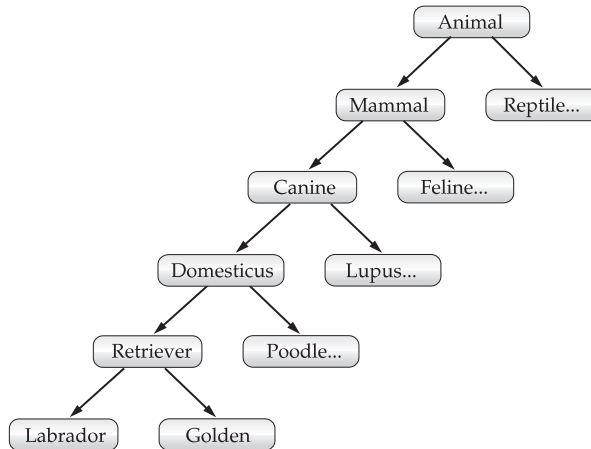 Animal
Mammal
Reptile...
Canine
Feline...
Domesticus
Lupus...
Retriever
Poodle...
Labrador
Golden